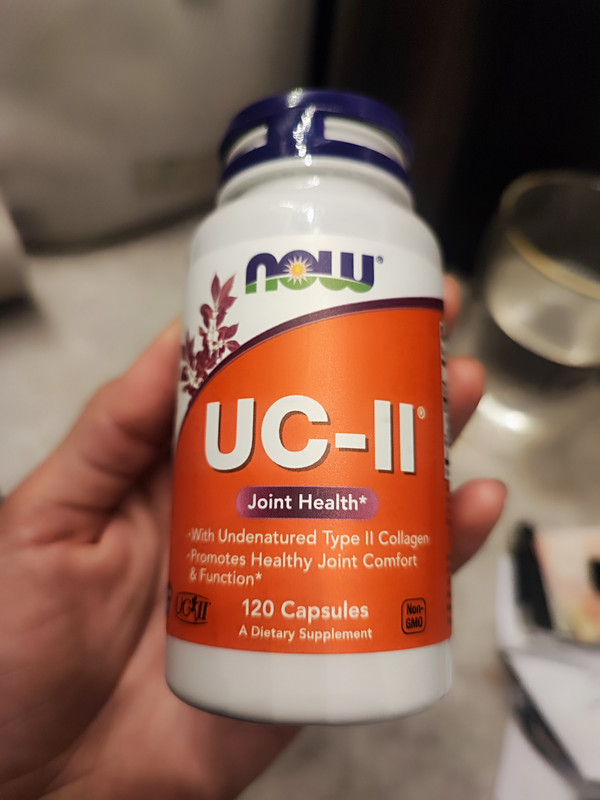 NOW®
UC-II®
Joint Health*
-With Undenatured Type II Collagen
-Promotes Healthy Joint Comfort
& Function*
UC-II
120 Capsules
Non-
GMO
A Dietary Supplement